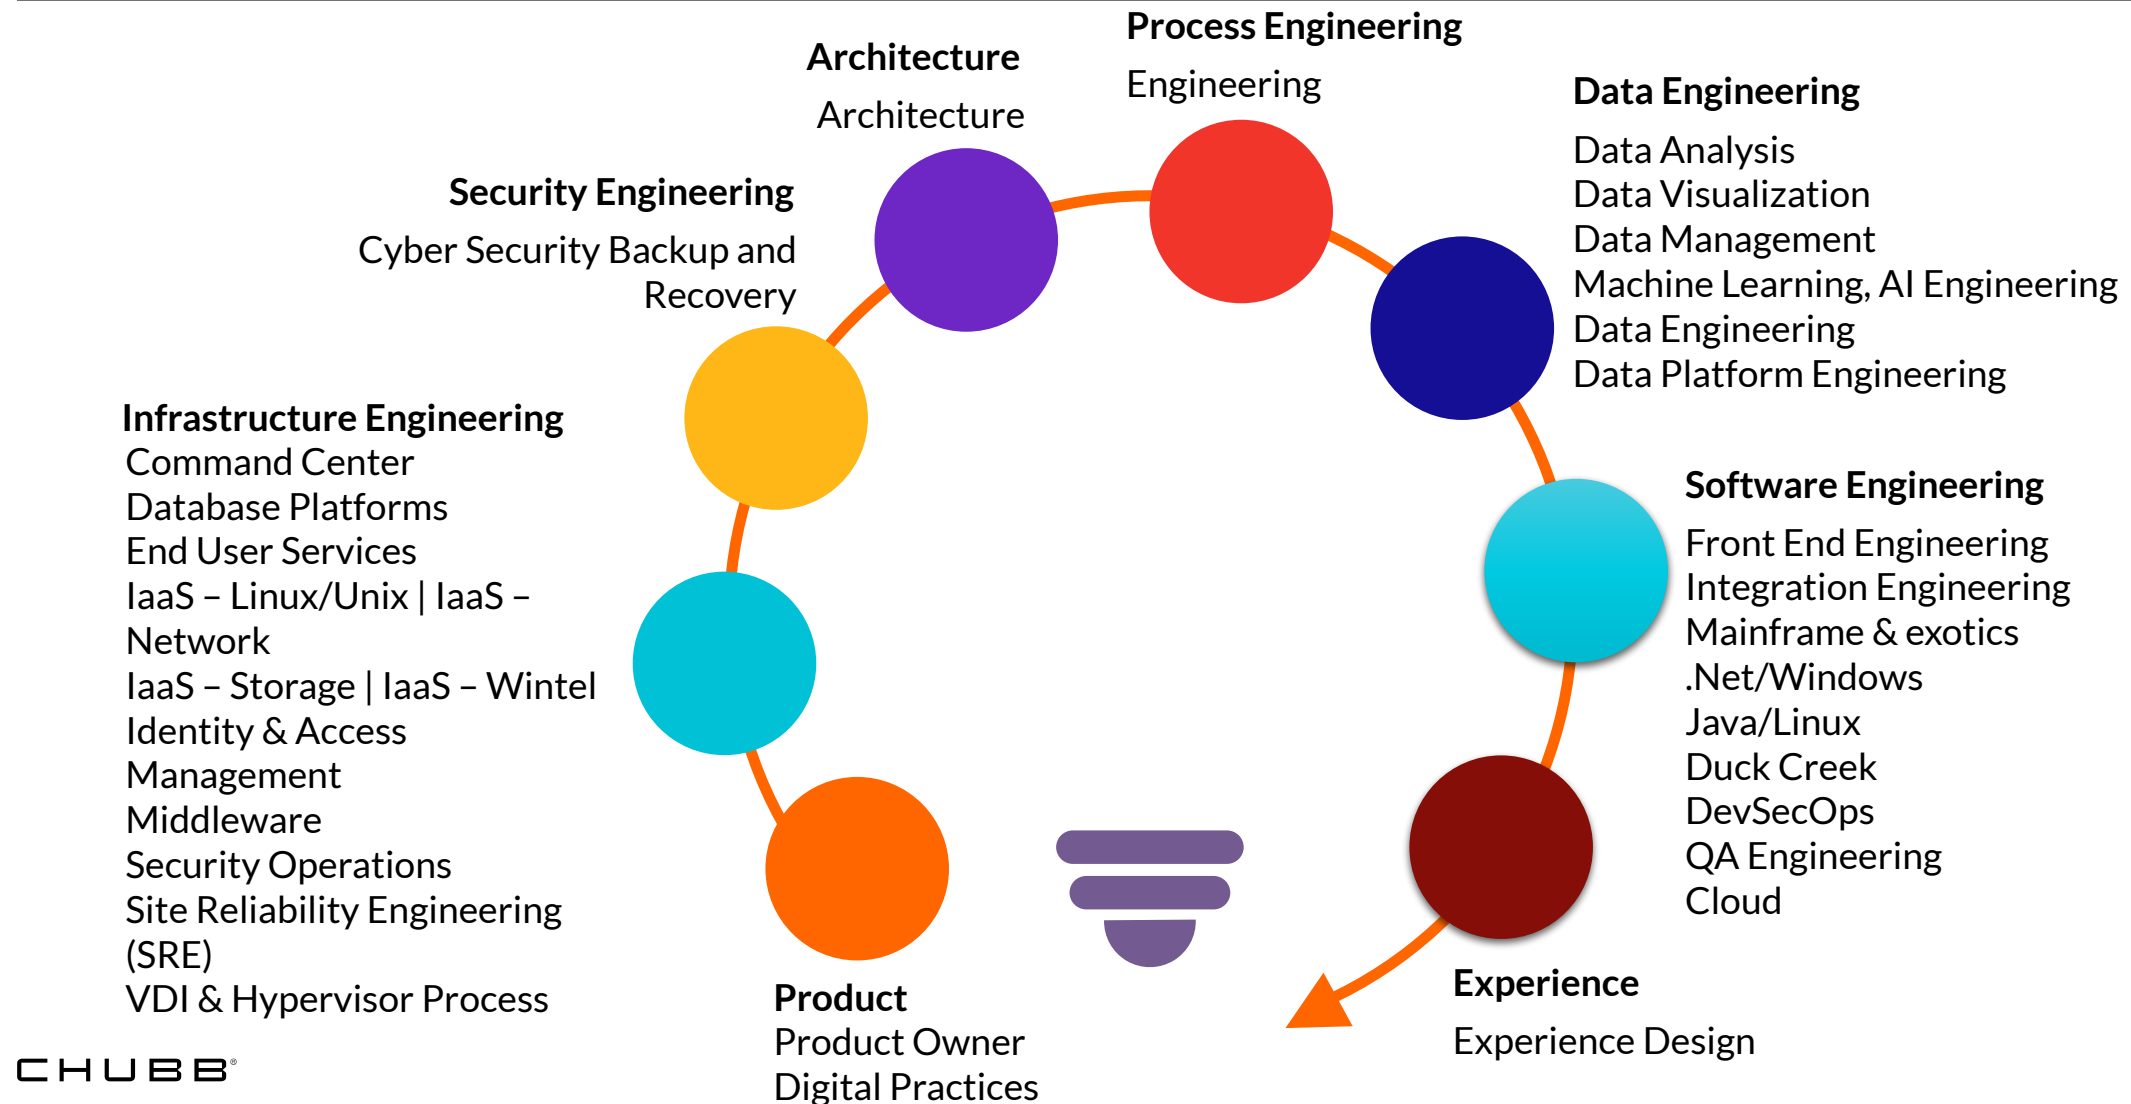 Process Engineering
Engineering
Architecture
Architecture
Data Engineering
Data Analysis
Data Visualization
Data Management
Machine Learning, AI Engineering
Data Engineering
Data Platform Engineering
Security Engineering
Cyber Security Backup and
Recovery
Infrastructure Engineering
Command Center
Database Platforms
End User Services
IaaS – Linux/Unix | IaaS –
Network
IaaS – Storage | IaaS – Wintel
Identity & Access
Management
Middleware
Security Operations
Site Reliability Engineering
(SRE)
VDI & Hypervisor Process
Software Engineering
Front End Engineering
Integration Engineering
Mainframe & exotics
.Net/Windows
Java/Linux
Duck Creek
DevSecOps
QA Engineering
Cloud
Product
Product Owner
Digital Practices
Experience
Experience Design
CHUBB®